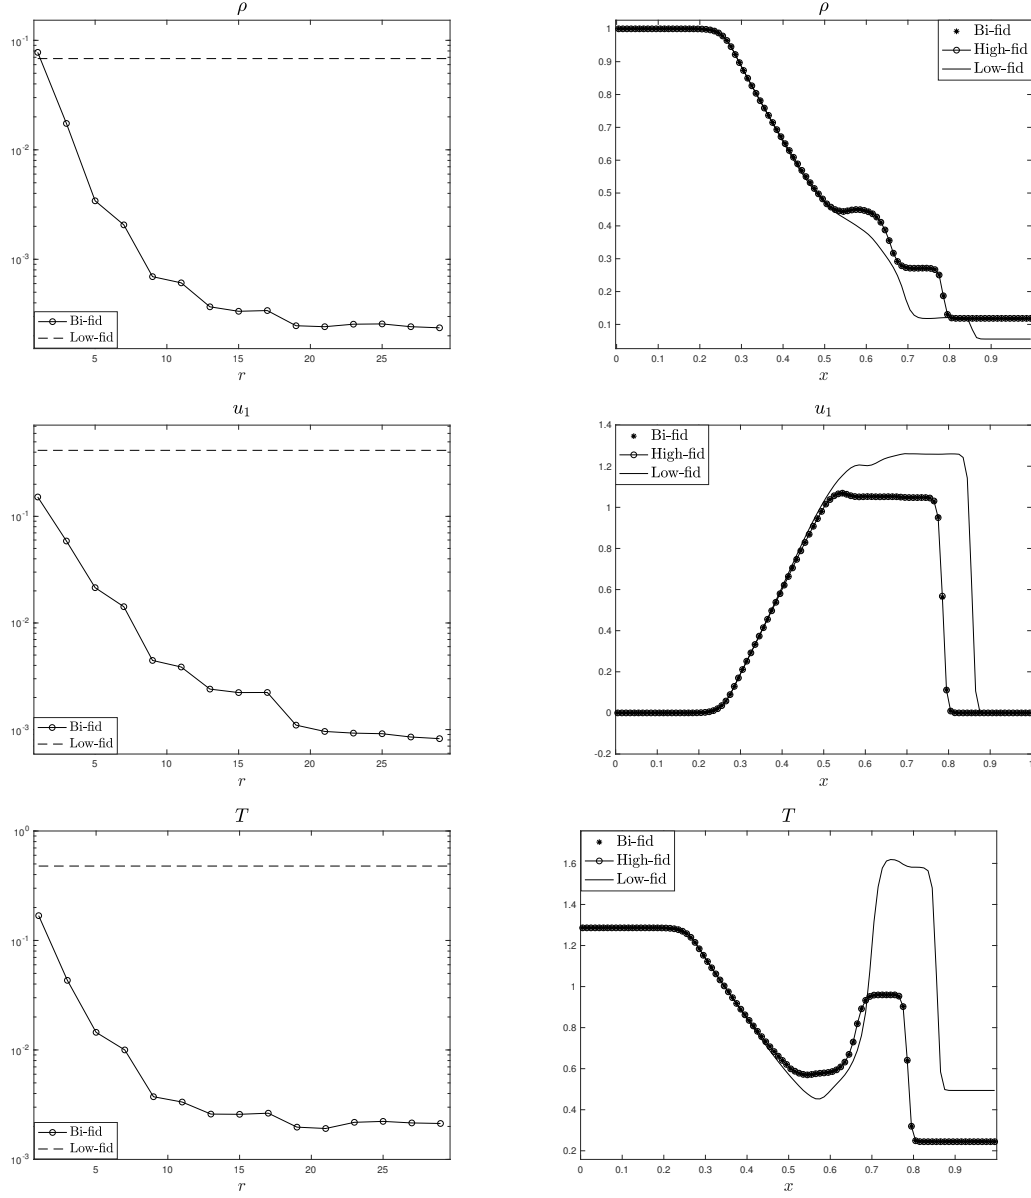 ρ
10^-1
10^-2
10^-3
Bi-fid
Low-fid
5 10 15 20 25
r
ρ
1
0.9
0.8
0.7
0.6
0.5
0.4
0.3
0.2
0.1
Bi-fid
High-fid
Low-fid
0 0.1 0.2 0.3 0.4 0.5 0.6 0.7 0.8 0.9
x
u_1
10^-1
10^-2
10^-3
Bi-fid
Low-fid
5 10 15 20 25
r
u_1
1.4
1.2
1
0.8
0.6
0.4
0.2
0
-0.2
Bi-fid
High-fid
Low-fid
0 0.1 0.2 0.3 0.4 0.5 0.6 0.7 0.8 0.9 1
x
T
10^0
10^-1
10^-2
10^-3
Bi-fid
Low-fid
5 10 15 20 25
r
T
1.6
1.4
1.2
1
0.8
0.6
0.4
0.2
Bi-fid
High-fid
Low-fid
0 0.1 0.2 0.3 0.4 0.5 0.6 0.7 0.8 0.9
x